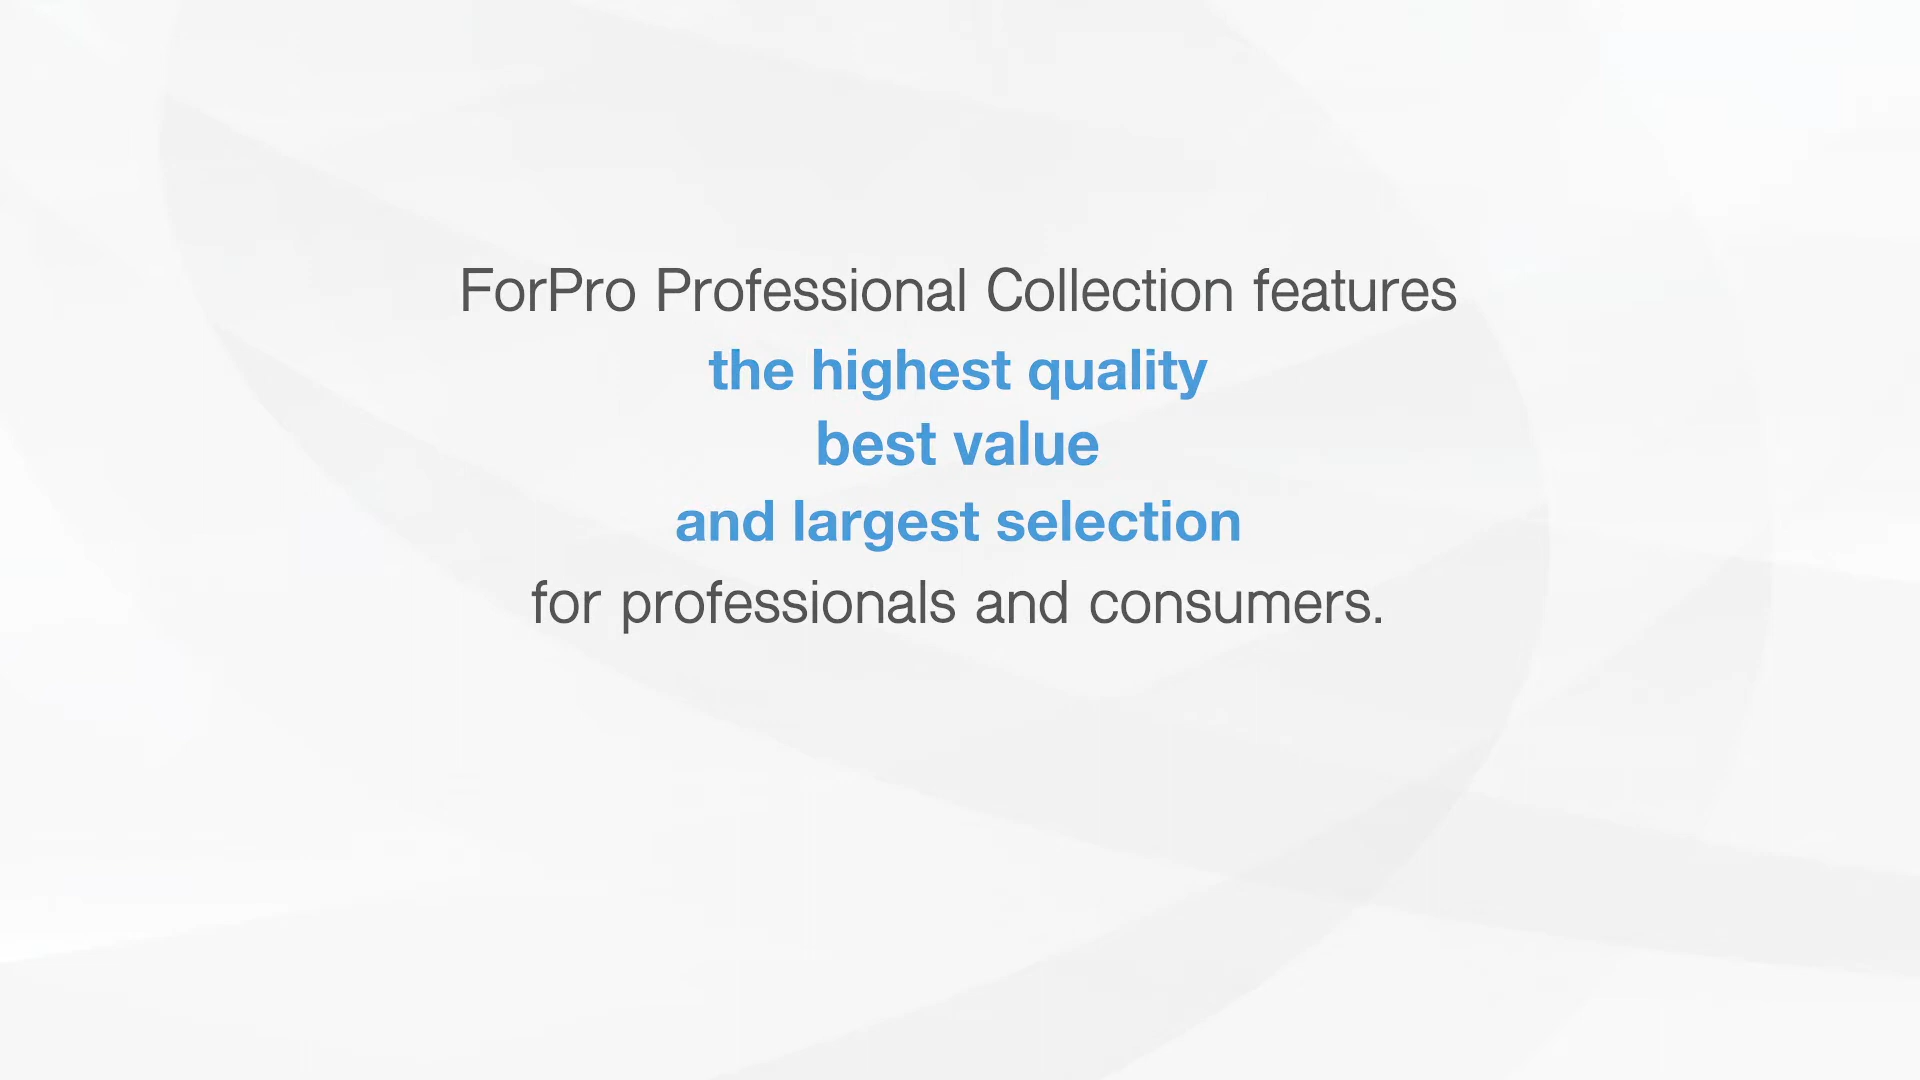 ForPro Professional Collection features
the highest quality
best value
and largest selection
for professionals and consumers.